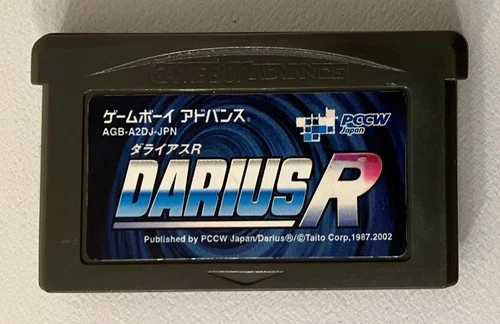 GAME BOY ADVANCE
ゲームボーイ アドバンス®
AGB-A2DJ-JPN
PCCW
Japan
ダライアスR
DARIUS R
Published by PCCW Japan/Darius®/©Taito Corp,1987.2002